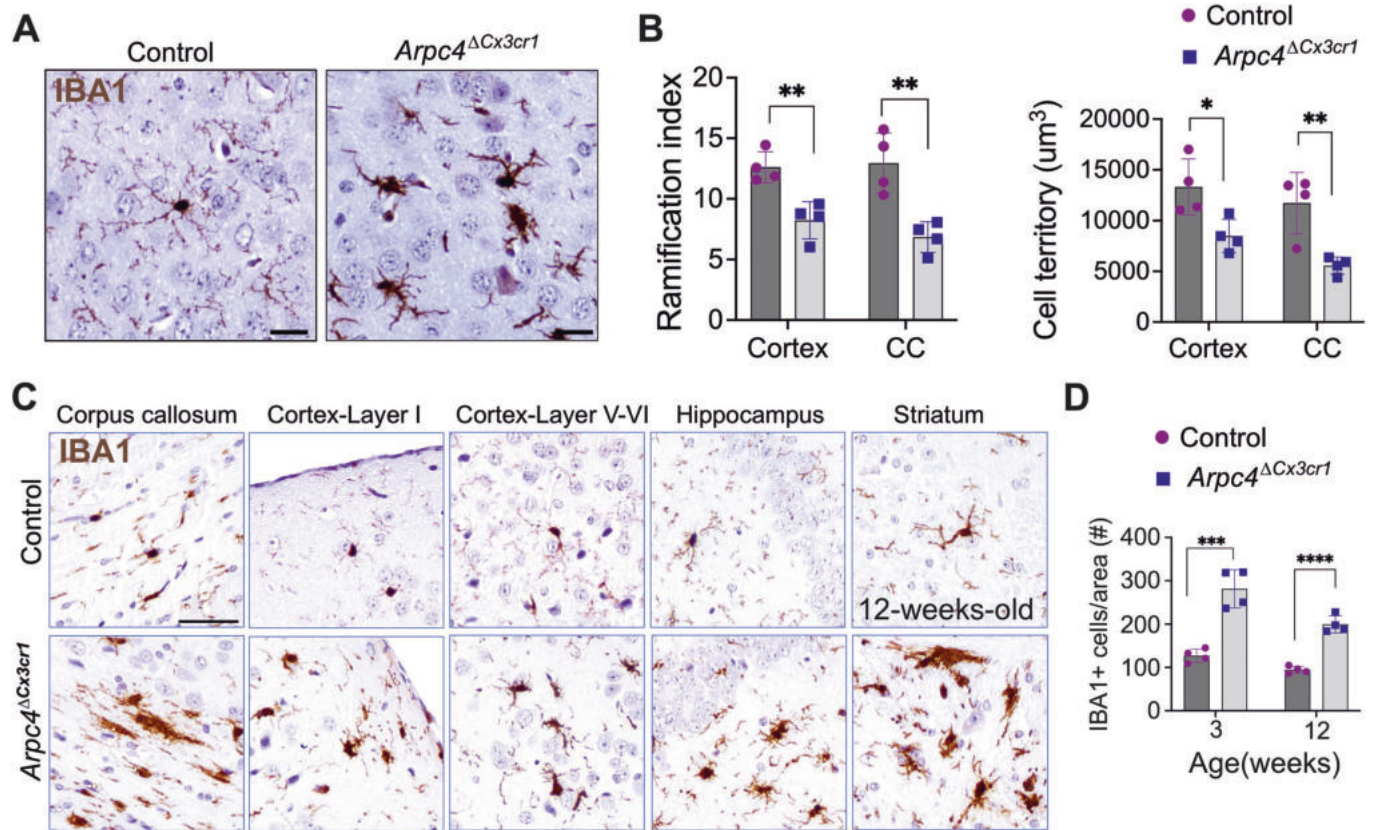 A
Control
Arpc4ΔCx3cr1
IBA1
B
Control
Arpc4ΔCx3cr1
Ramification index
20
15
10
5
0
**
**
Cortex
CC
Cell territory (um3)
20000
15000
10000
5000
0
*
**
Cortex
CC
C
Corpus callosum
Cortex-Layer I
Cortex-Layer V-VI
Hippocampus
Striatum
IBA1
Control
12-weeks-old
Arpc4ΔCx3cr1
D
Control
Arpc4ΔCx3cr1
IBA1+ cells/area (#)
400
300
200
100
0
***
****
3
12
Age(weeks)